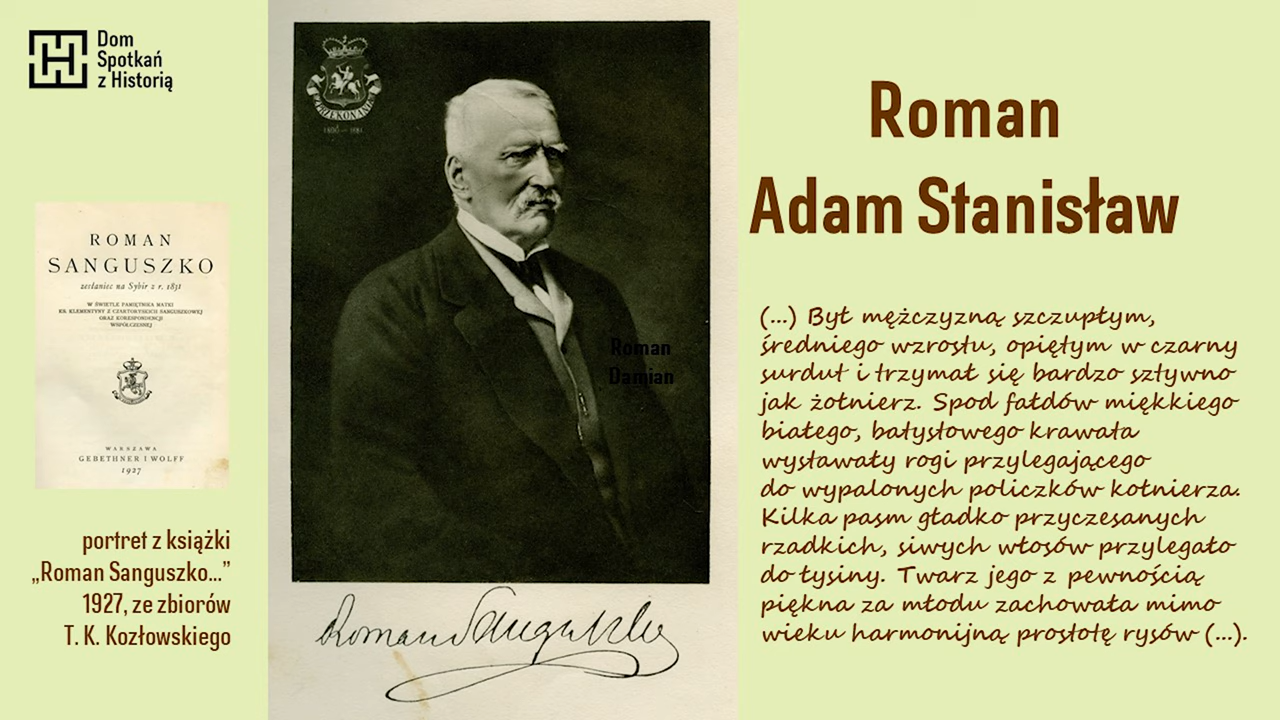 Dom
Spotkań
z Historią
ROMAN
SANGUSZKO
zesłaniec na Sybir z r. 1831
W ŚWIETLE PAMIĘTNIKA MATKI
KS. KLEMENTYNY Z CZARTORYSKICH SANGUSZKOWEJ
ORAZ KORESPONDENCJI
WSPÓŁCZESNEJ
WARSZAWA
GEBETHNER I WOLFF
1927
portret z książki
„Roman Sanguszko...”
1927, ze zbiorów
T. K. Kozłowskiego
PRZEKONANIA
1800—1881
Roman
Damian
Roman Sanguszko
Roman
Adam Stanisław
(...) Był mężczyzną szczupłym,
średniego wzrostu, opiętym w czarny
surdut i trzymał się bardzo sztywno
jak żołnierz. Spod fałdów miękkiego
białego, batystowego krawata
wystawały rogi przylegającego
do wypalonych policzków kołnierza.
Kilka pasm gładko przyczesanych
rzadkich, siwych włosów przylegało
do łysiny. Twarz jego z pewnością
piękna za młodu zachowała mimo
wieku harmonijną prostotę rysów (...).